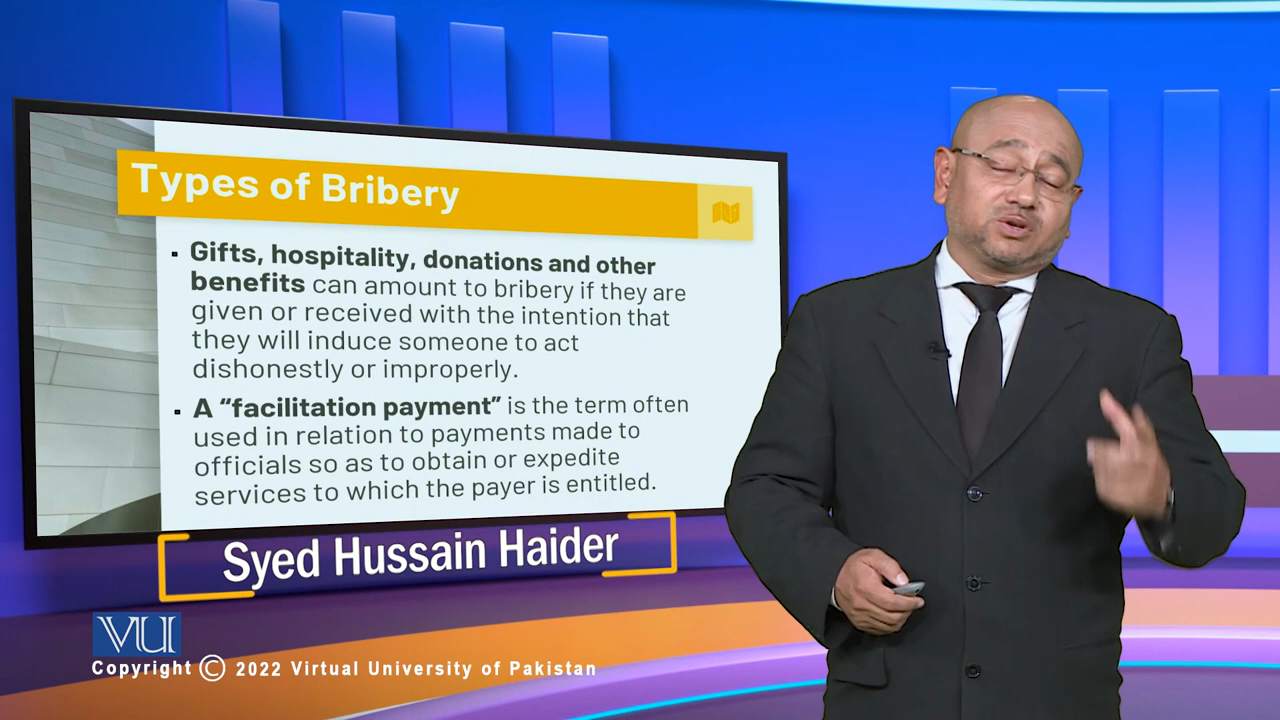 Types of Bribery
▪ Gifts, hospitality, donations and other
benefits can amount to bribery if they are
given or received with the intention that
they will induce someone to act
dishonestly or improperly.
▪ A “facilitation payment” is the term often
used in relation to payments made to
officials so as to obtain or expedite
services to which the payer is entitled.
Syed Hussain Haider
VU
Copyright © 2022 Virtual University of Pakistan